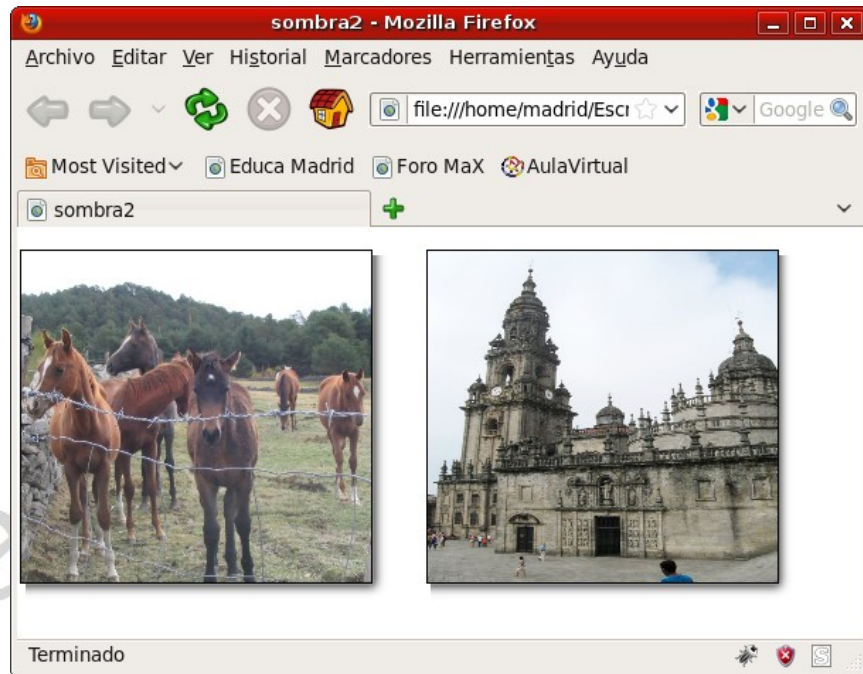 sombra2 - Mozilla Firefox
Archivo Editar Ver Historial Marcadores Herramientas Ayuda
file:///home/madrid/Escr Google
Most Visited Educa Madrid Foro MaX AulaVirtual
sombra2
Terminado
S